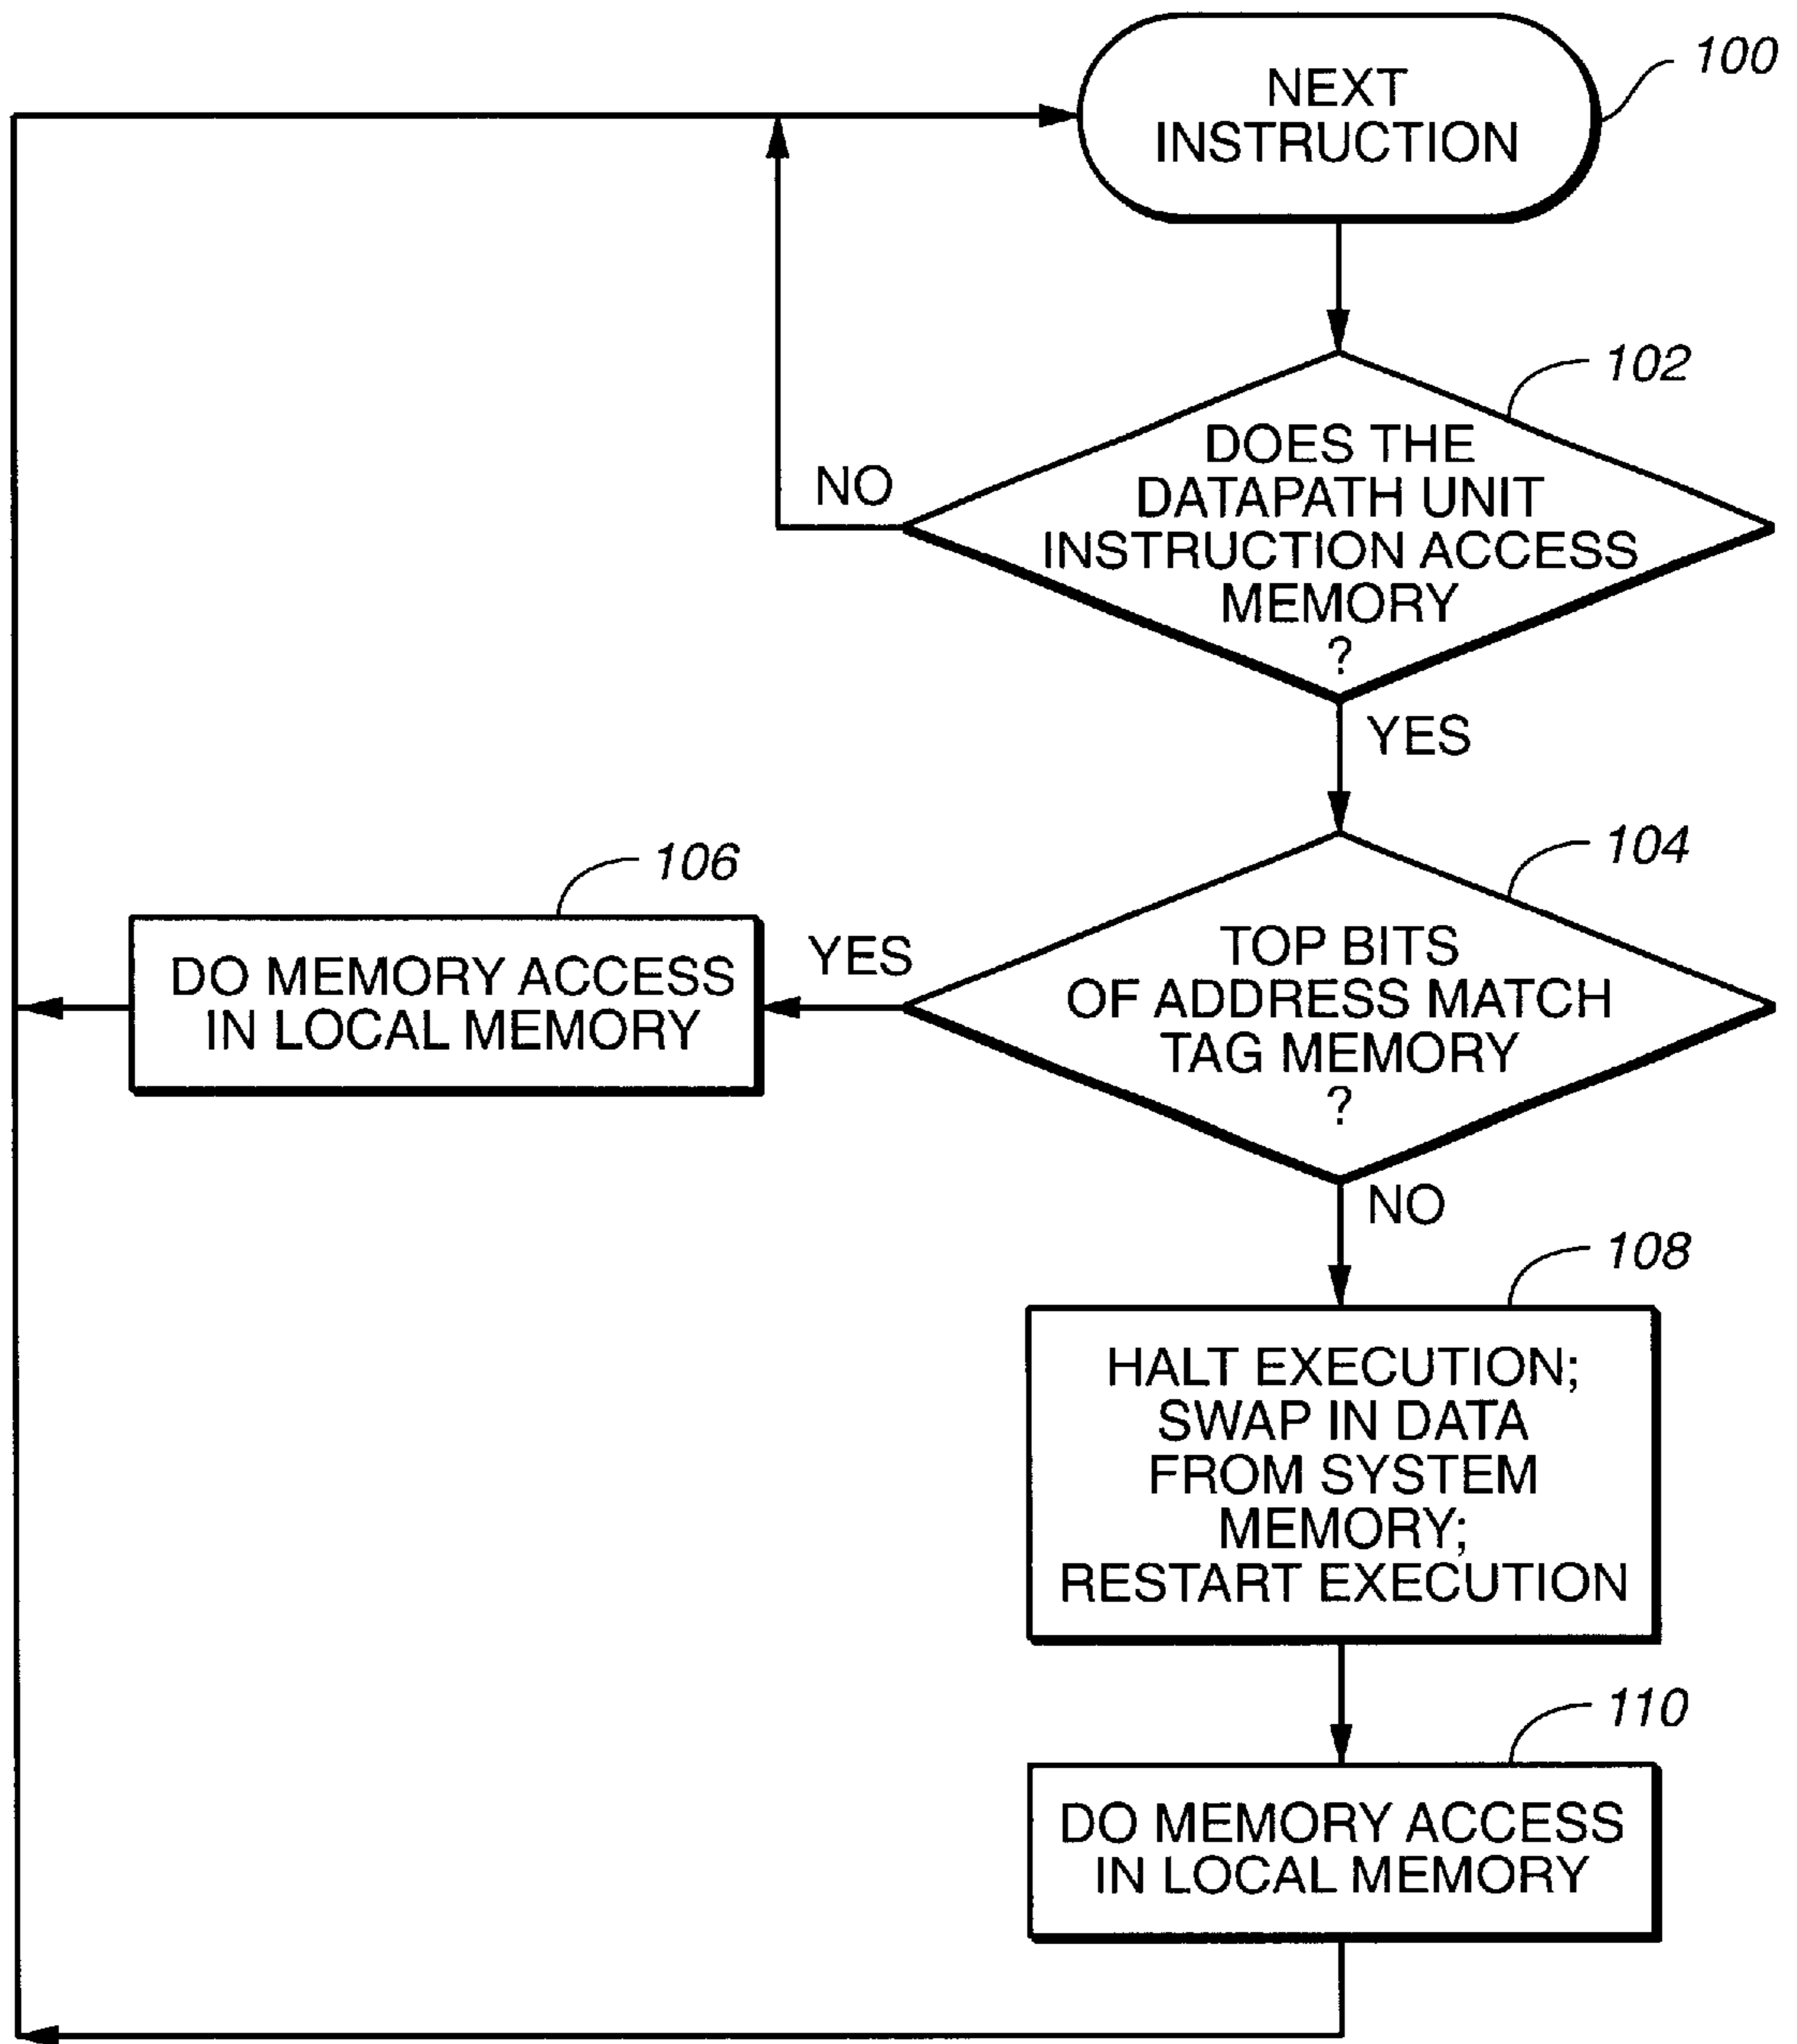 100
NEXT
INSTRUCTION
102
DOES THE
DATAPATH UNIT
INSTRUCTION ACCESS
MEMORY
?
NO
YES
104
TOP BITS
OF ADDRESS MATCH
TAG MEMORY
?
YES
106
DO MEMORY ACCESS
IN LOCAL MEMORY
NO
108
HALT EXECUTION;
SWAP IN DATA
FROM SYSTEM
MEMORY;
RESTART EXECUTION
110
DO MEMORY ACCESS
IN LOCAL MEMORY